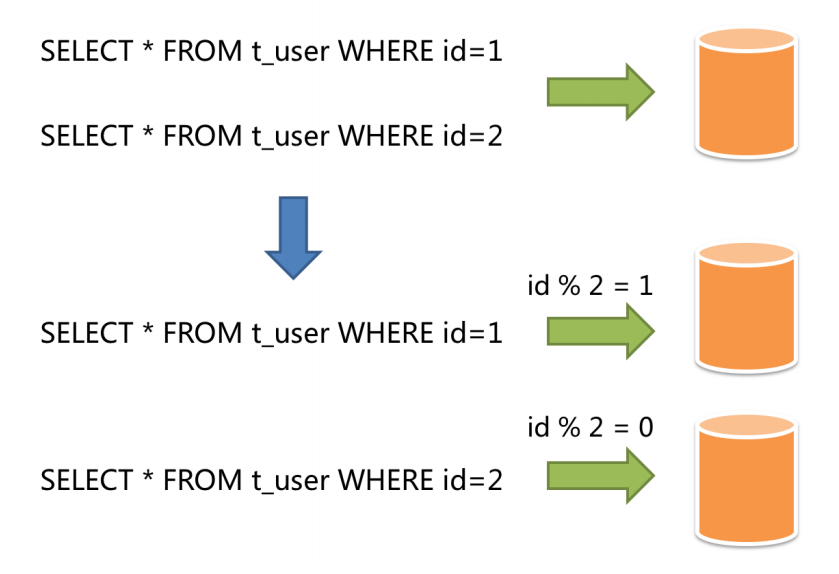 SELECT * FROM t_user WHERE id=1
SELECT * FROM t_user WHERE id=2
id % 2 = 1
SELECT * FROM t_user WHERE id=1
id % 2 = 0
SELECT * FROM t_user WHERE id=2